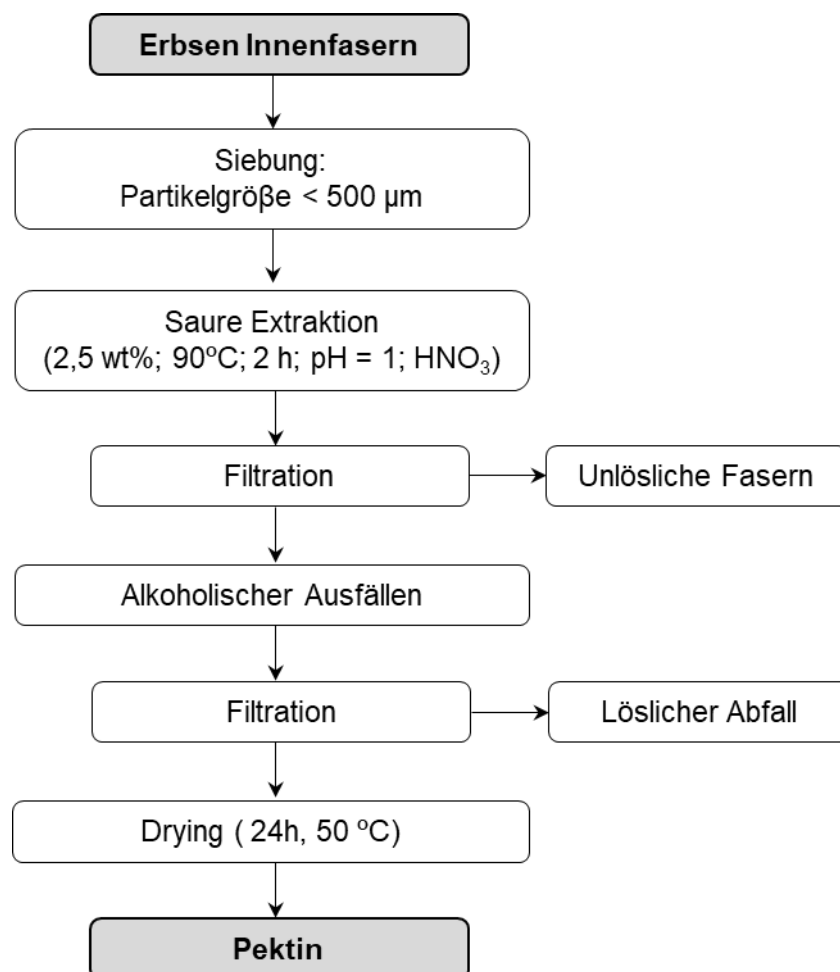 Erbsen Innenfasern
Siebung:
Partikelgröβe < 500 μm
Saure Extraktion
(2,5 wt%; 90ºC; 2 h; pH = 1; HNO₃)
Filtration
Unlösliche Fasern
Alkoholischer Ausfällen
Filtration
Löslicher Abfall
Drying ( 24h, 50 ºC)
Pektin